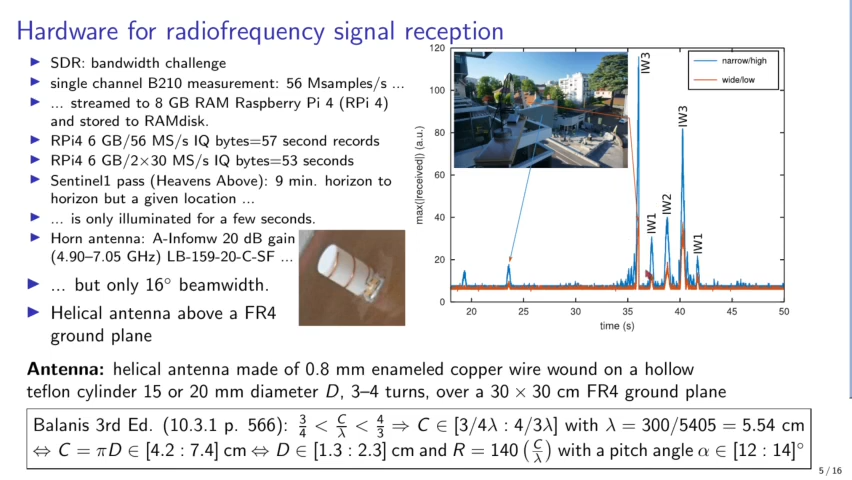 Hardware for radiofrequency signal reception
▶ SDR: bandwidth challenge
▶ single channel B210 measurement: 56 Msamples/s ...
▶ ... streamed to 8 GB RAM Raspberry Pi 4 (RPi 4)
and stored to RAMdisk.
▶ RPi4 6 GB/56 MS/s IQ bytes=57 second records
▶ RPi4 6 GB/2×30 MS/s IQ bytes=53 seconds
▶ Sentinel1 pass (Heavens Above): 9 min. horizon to
horizon but a given location ...
▶ ... is only illuminated for a few seconds.
▶ Horn antenna: A-Infomw 20 dB gain
(4.90–7.05 GHz) LB-159-20-C-SF ...
▶ ... but only 16° beamwidth.
▶ Helical antenna above a FR4
ground plane
max(|received|) (a.u.)
120
100
80
60
40
20
0
20
25
30
35
40
45
50
time (s)
narrow/high
wide/low
IW3
IW1
IW2
IW3
IW1
Antenna: helical antenna made of 0.8 mm enameled copper wire wound on a hollow
teflon cylinder 15 or 20 mm diameter D, 3–4 turns, over a 30 × 30 cm FR4 ground plane
Balanis 3rd Ed. (10.3.1 p. 566): 3/4 < C/λ < 4/3 ⇒ C ∈ [3/4λ : 4/3λ] with λ = 300/5405 = 5.54 cm
⇔ C = πD ∈ [4.2 : 7.4] cm ⇔ D ∈ [1.3 : 2.3] cm and R = 140 (C/λ) with a pitch angle α ∈ [12 : 14]°
5 / 16